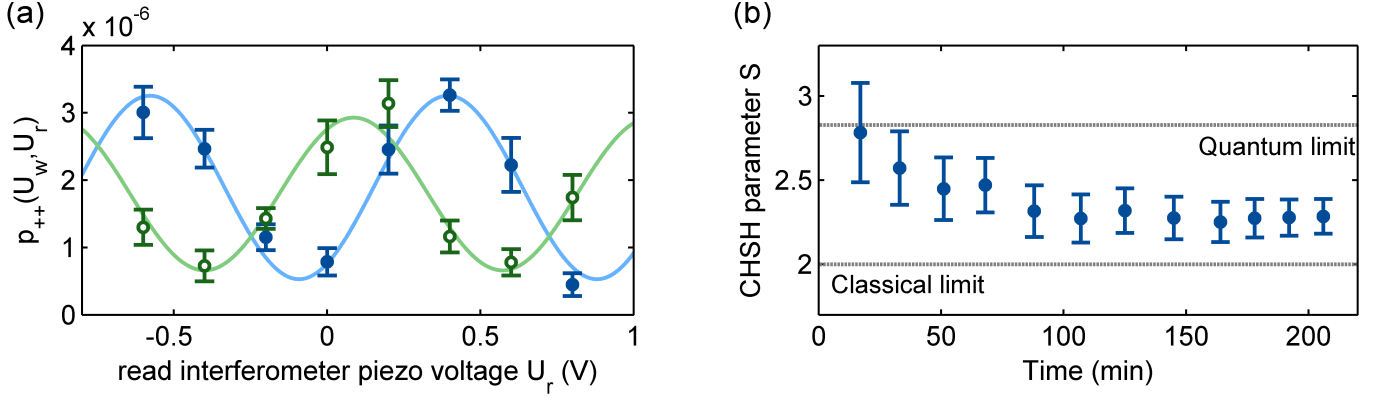 (a)
x 10-6
4
3
2
1
0
p++(Uw,Ur)
-0.5
0
0.5
1
read interferometer piezo voltage Ur (V)
(b)
CHSH parameter S
3
2.5
2
Quantum limit
Classical limit
0
50
100
150
200
Time (min)